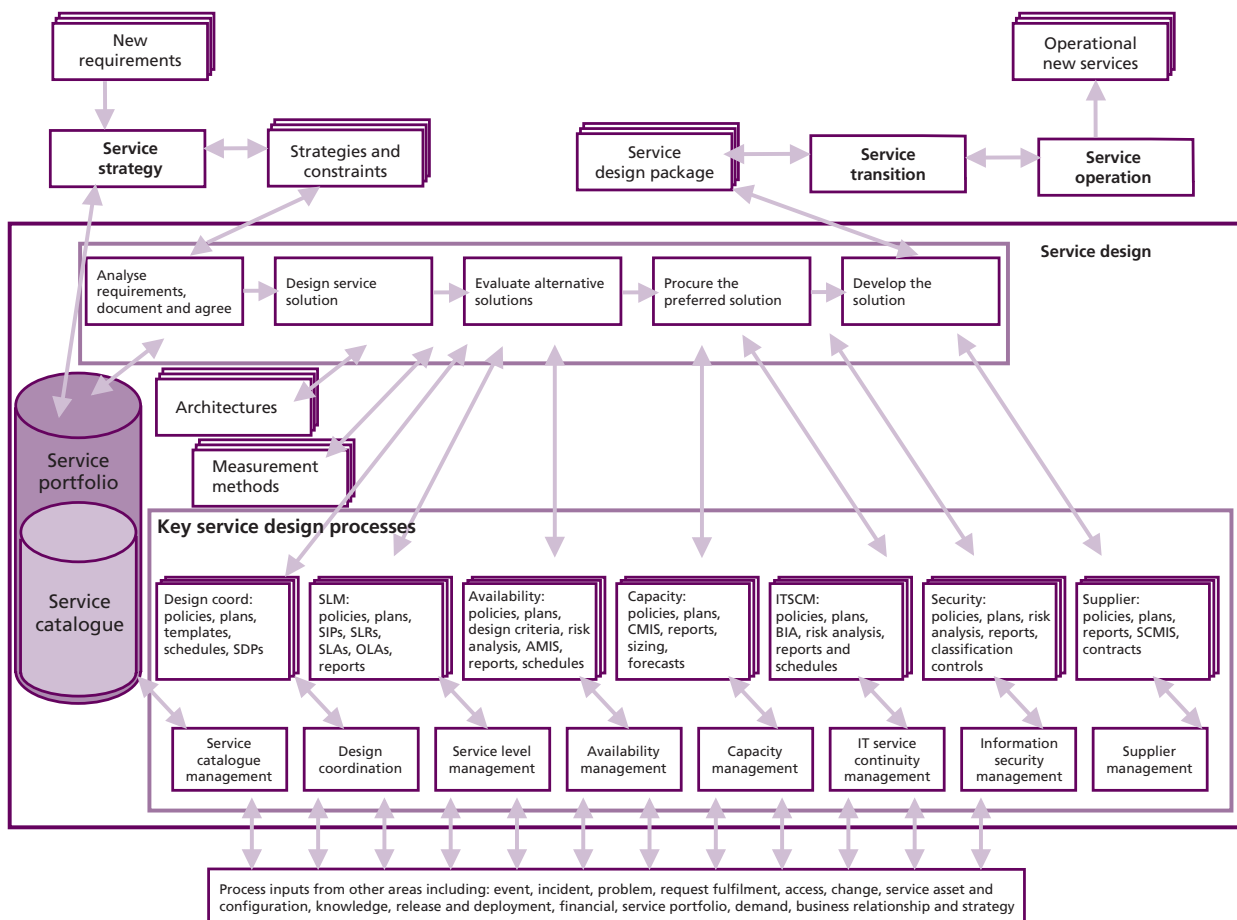 New
requirements
Operational
new services
Service
strategy
Strategies and
constraints
Service
design package
Service
transition
Service
operation
Service design
Analyse
requirements,
document and agree
Design service
solution
Evaluate alternative
solutions
Procure the
preferred solution
Develop the
solution
Architectures
Measurement
methods
Service
portfolio
Service
catalogue
Key service design processes
Design coord:
policies, plans,
templates,
schedules, SDPs
SLM:
policies, plans,
SIPs, SLRs,
SLAs, OLAs,
reports
Availability:
policies, plans,
design criteria, risk
analysis, AMIS,
reports, schedules
Capacity:
policies, plans,
CMIS, reports,
sizing,
forecasts
ITSCM:
policies, plans,
BIA, risk analysis,
reports and
schedules
Security:
policies, plans, risk
analysis, reports,
classification
controls
Supplier:
policies, plans,
reports, SCMIS,
contracts
Service
catalogue
management
Design
coordination
Service level
management
Availability
management
Capacity
management
IT service
continuity
management
Information
security
management
Supplier
management
Process inputs from other areas including: event, incident, problem, request fulfilment, access, change, service asset and
configuration, knowledge, release and deployment, financial, service portfolio, demand, business relationship and strategy